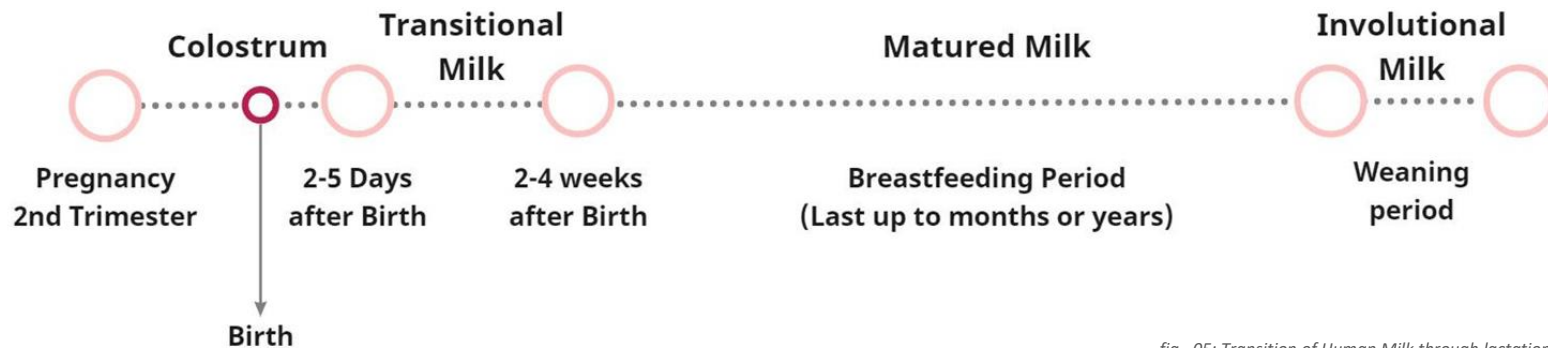 Colostrum
Transitional
Milk
Matured Milk
Involutional
Milk
Pregnancy
2nd Trimester
2-5 Days
after Birth
2-4 weeks
after Birth
Breastfeeding Period
(Last up to months or years)
Weaning
period
Birth
fig. 05: Transition of Human Milk through lactation